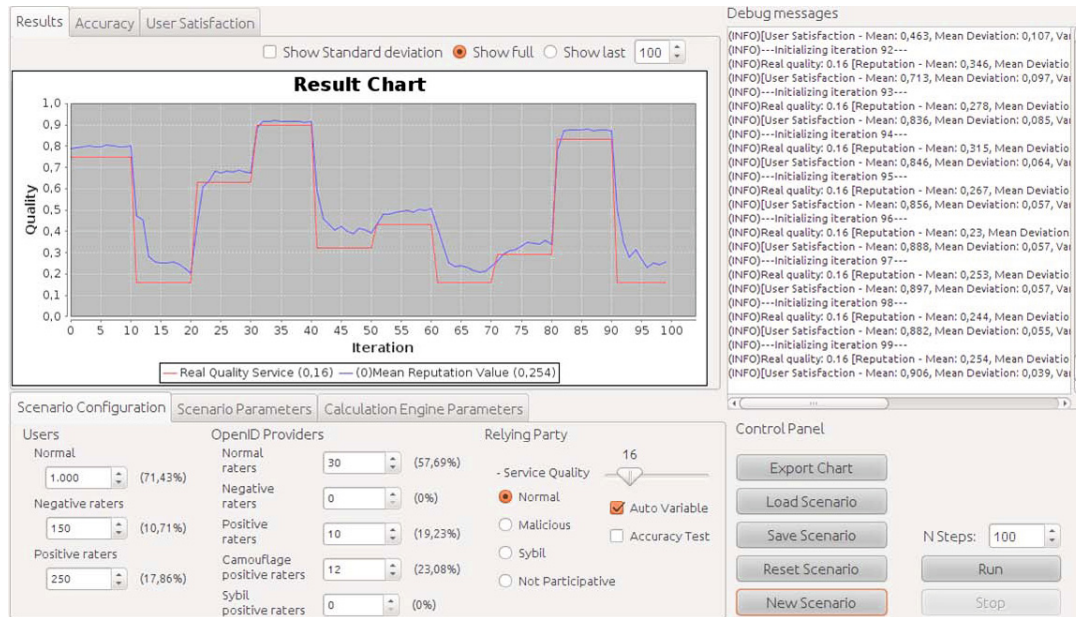 Results Accuracy User Satisfaction
Show Standard deviation Show full Show last 100
Result Chart
Quality
1,0
0,9
0,8
0,7
0,6
0,5
0,4
0,3
0,2
0,1
0,0
0 5 10 15 20 25 30 35 40 45 50 55 60 65 70 75 80 85 90 95 100
Iteration
Real Quality Service (0,16) (0)Mean Reputation Value (0,254)
Debug messages
(INFO)[User Satisfaction - Mean: 0,463, Mean Deviation: 0,107, Va
(INFO)---Initializing iteration 92---
(INFO)Real quality: 0.16 [Reputation - Mean: 0,346, Mean Deviatio
(INFO)[User Satisfaction - Mean: 0,713, Mean Deviation: 0,097, Va
(INFO)---Initializing iteration 93---
(INFO)Real quality: 0.16 [Reputation - Mean: 0,278, Mean Deviatio
(INFO)[User Satisfaction - Mean: 0,836, Mean Deviation: 0,085, Va
(INFO)---Initializing iteration 94---
(INFO)Real quality: 0.16 [Reputation - Mean: 0,315, Mean Deviatio
(INFO)[User Satisfaction - Mean: 0,846, Mean Deviation: 0,064, Va
(INFO)---Initializing iteration 95---
(INFO)Real quality: 0.16 [Reputation - Mean: 0,267, Mean Deviatio
(INFO)[User Satisfaction - Mean: 0,856, Mean Deviation: 0,057, Va
(INFO)---Initializing iteration 96---
(INFO)Real quality: 0.16 [Reputation - Mean: 0,23, Mean Deviation
(INFO)[User Satisfaction - Mean: 0,888, Mean Deviation: 0,057, Va
(INFO)---Initializing iteration 97---
(INFO)Real quality: 0.16 [Reputation - Mean: 0,253, Mean Deviatio
(INFO)[User Satisfaction - Mean: 0,897, Mean Deviation: 0,057, Va
(INFO)---Initializing iteration 98---
(INFO)Real quality: 0.16 [Reputation - Mean: 0,244, Mean Deviatio
(INFO)[User Satisfaction - Mean: 0,882, Mean Deviation: 0,055, Va
(INFO)---Initializing iteration 99---
(INFO)Real quality: 0.16 [Reputation - Mean: 0,254, Mean Deviatio
(INFO)[User Satisfaction - Mean: 0,906, Mean Deviation: 0,039, Va
Scenario Configuration Scenario Parameters Calculation Engine Parameters
Users
Normal
1.000 (71,43%)
Negative raters
150 (10,71%)
Positive raters
250 (17,86%)
OpenID Providers
Normal
raters 30 (57,69%)
Negative
raters 0 (0%)
Positive
raters 10 (19,23%)
Camouflage
positive raters 12 (23,08%)
Sybil
positive raters 0 (0%)
Relying Party
16
- Service Quality
Normal
Malicious
Sybil
Not Participative
Auto Variable
Accuracy Test
Control Panel
Export Chart
Load Scenario
Save Scenario
Reset Scenario
New Scenario
N Steps: 100
Run
Stop